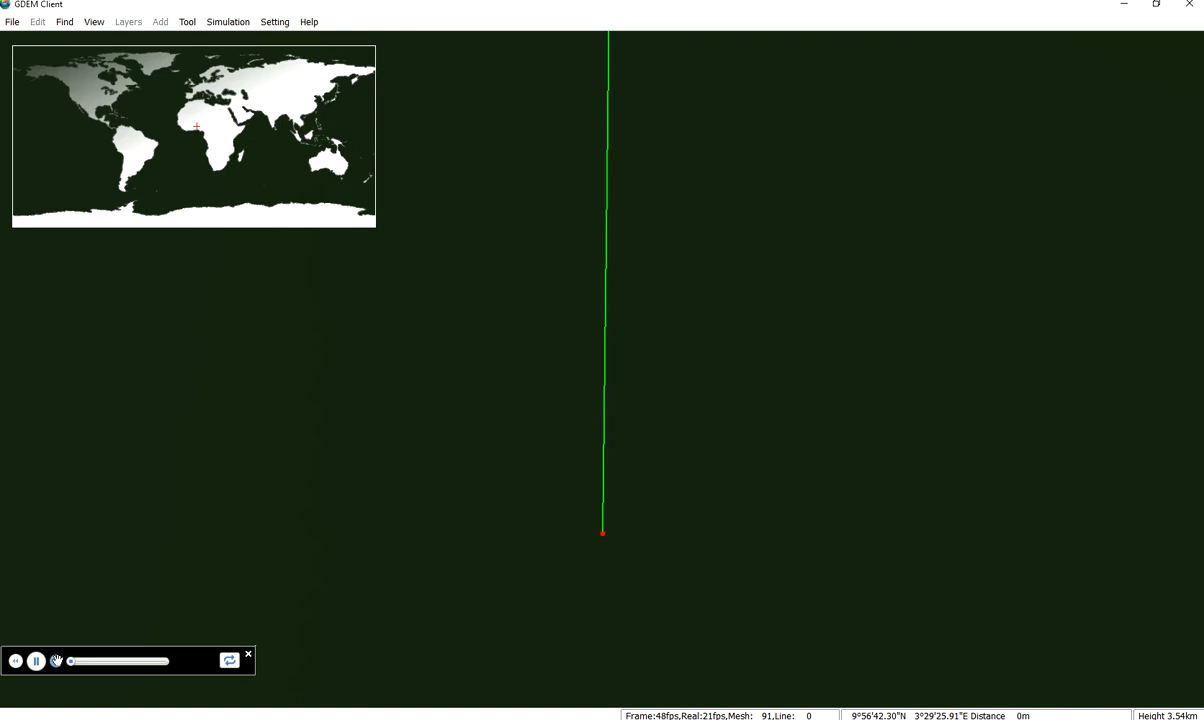 GDEM Client
File Edit Find View Layers Add Tool Simulation Setting Help
Frame:48fps,Real:21fps,Mesh: 91,Line: 0 9°56'42.30"N 3°29'25.91"E Distance 0m Height 3.54km